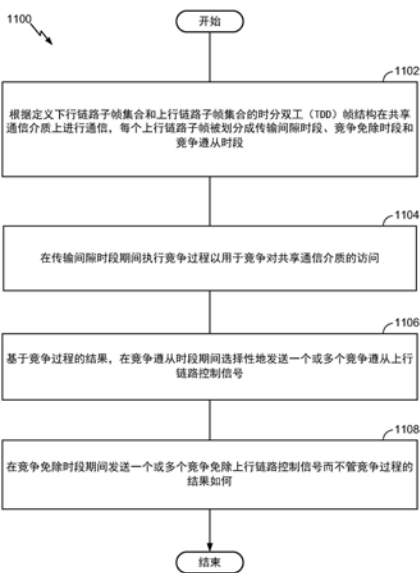 1100
开始
1102
根据定义下行链路子帧集合和上行链路子帧集合的时分双工（TDD）帧结构在共享
通信介质上进行通信，每个上行链路子帧被划分成传输间隙时段、竞争免除时段和
竞争遵从时段
1104
在传输间隙时段期间执行竞争过程以用于竞争对共享通信介质的访问
1106
基于竞争过程的结果，在竞争遵从时段期间选择性地发送一个或多个竞争遵从上行
链路控制信号
1108
在竞争免除时段期间发送一个或多个竞争免除上行链路控制信号而不管竞争过程的
结果如何
结束